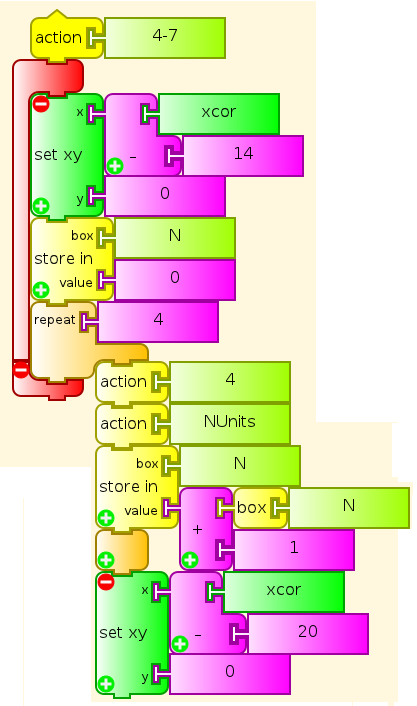 action 4-7
x xcor
set xy - 14
y 0
box N
store in
value 0
repeat 4
action 4
action NUnits
box N
store in
value box N
+
1
x xcor
set xy - 20
y 0